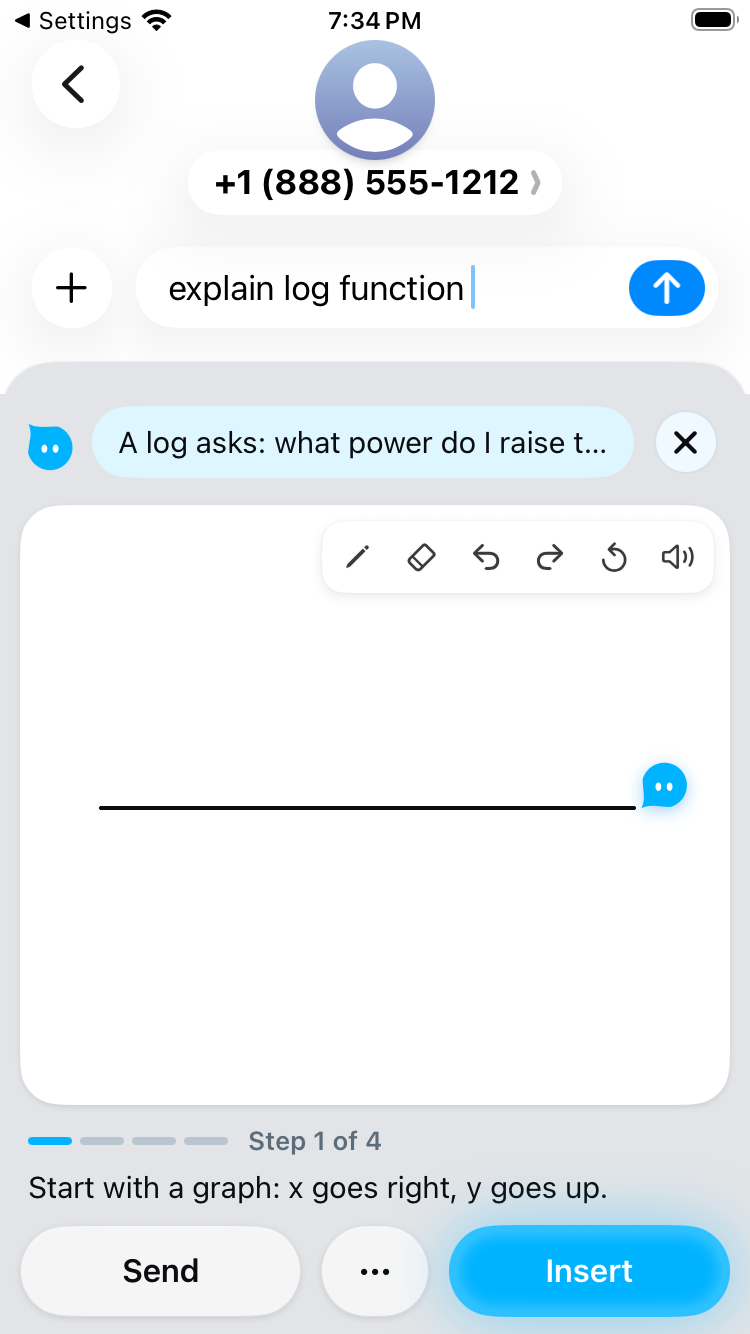 Settings
7:34 PM
+1 (888) 555-1212
explain log function
A log asks: what power do I raise t...
Step 1 of 4
Start with a graph: x goes right, y goes up.
Send
Insert